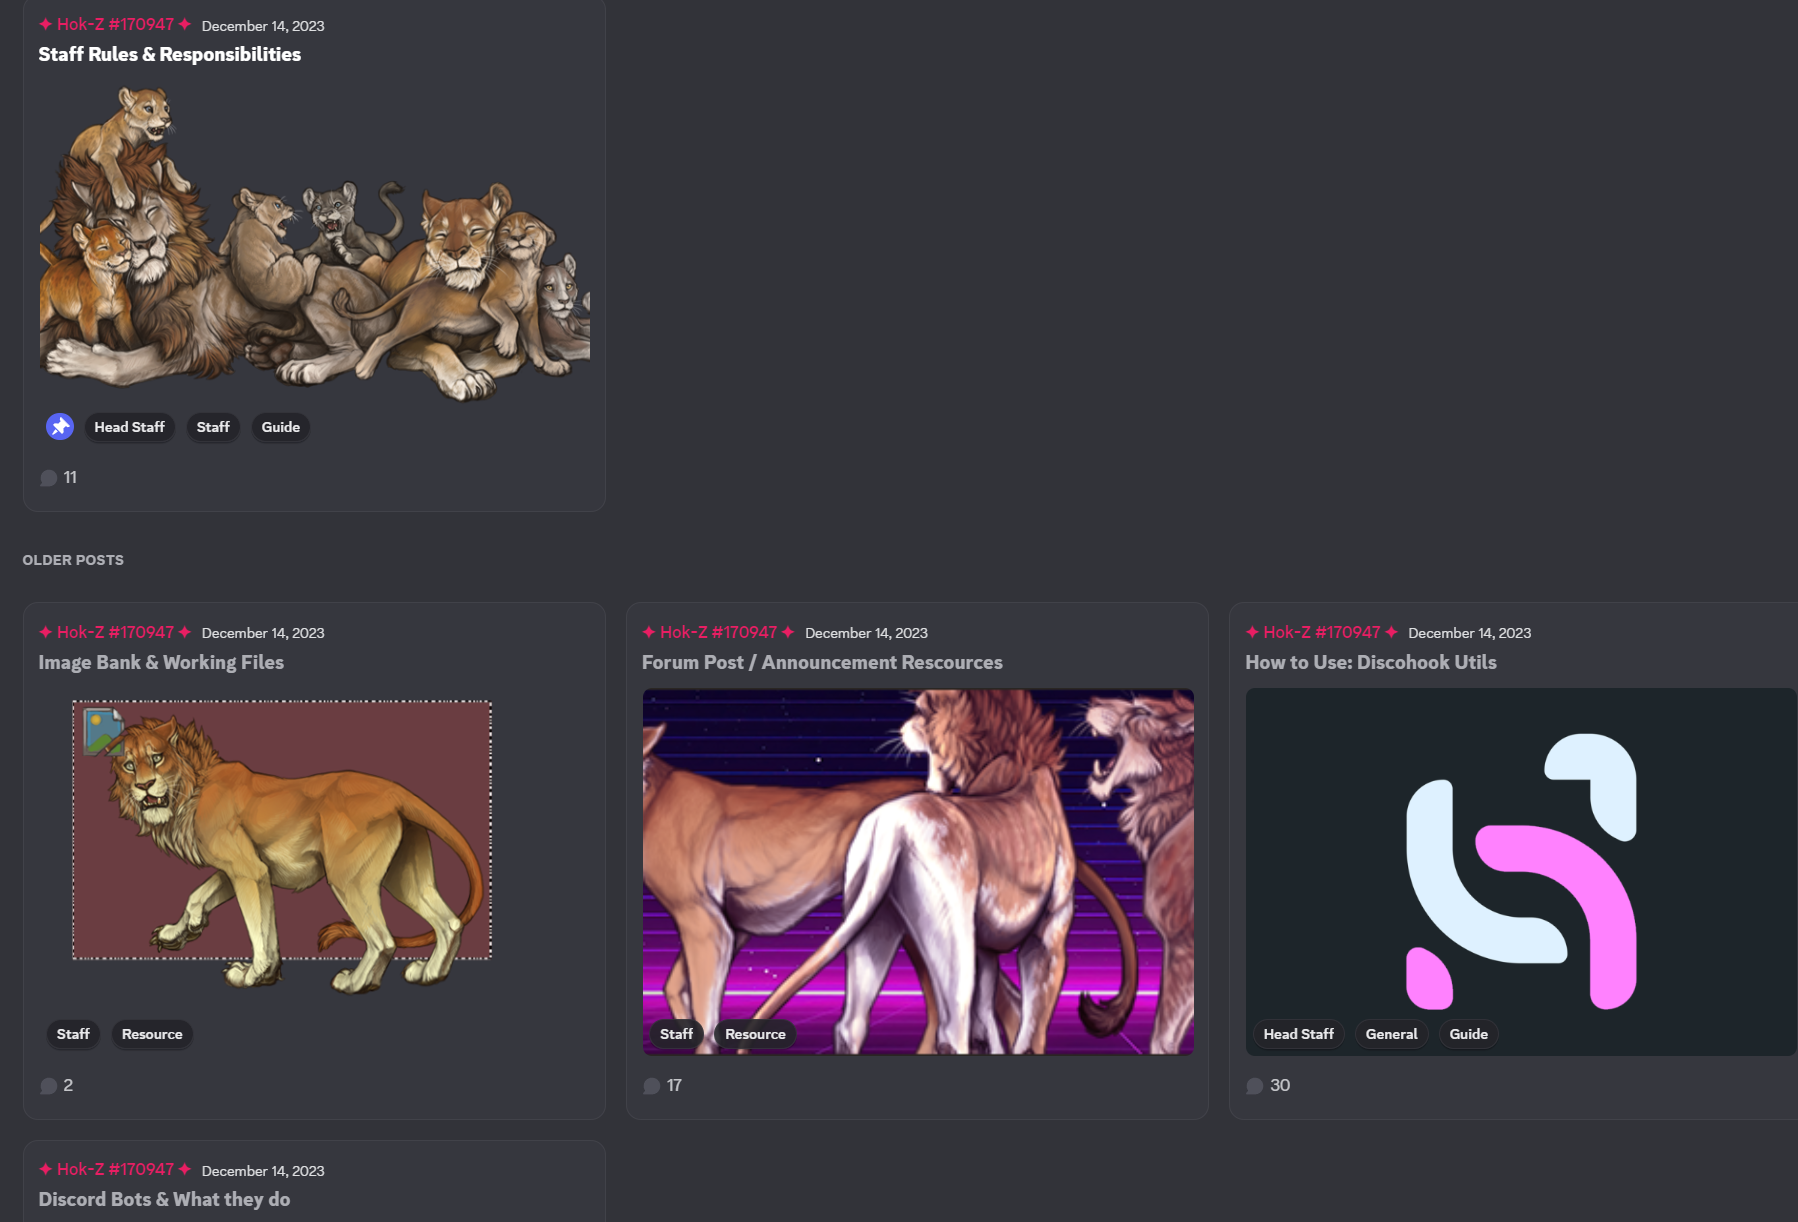 ✦ Hok-Z #170947 ✦ December 14, 2023
Staff Rules & Responsibilities
Head Staff Staff Guide
11
OLDER POSTS
✦ Hok-Z #170947 ✦ December 14, 2023
Image Bank & Working Files
Staff Resource
2
✦ Hok-Z #170947 ✦ December 14, 2023
Forum Post / Announcement Rescources
Staff Resource
17
✦ Hok-Z #170947 ✦ December 14, 2023
How to Use: Discohook Utils
Head Staff General Guide
30
✦ Hok-Z #170947 ✦ December 14, 2023
Discord Bots & What they do